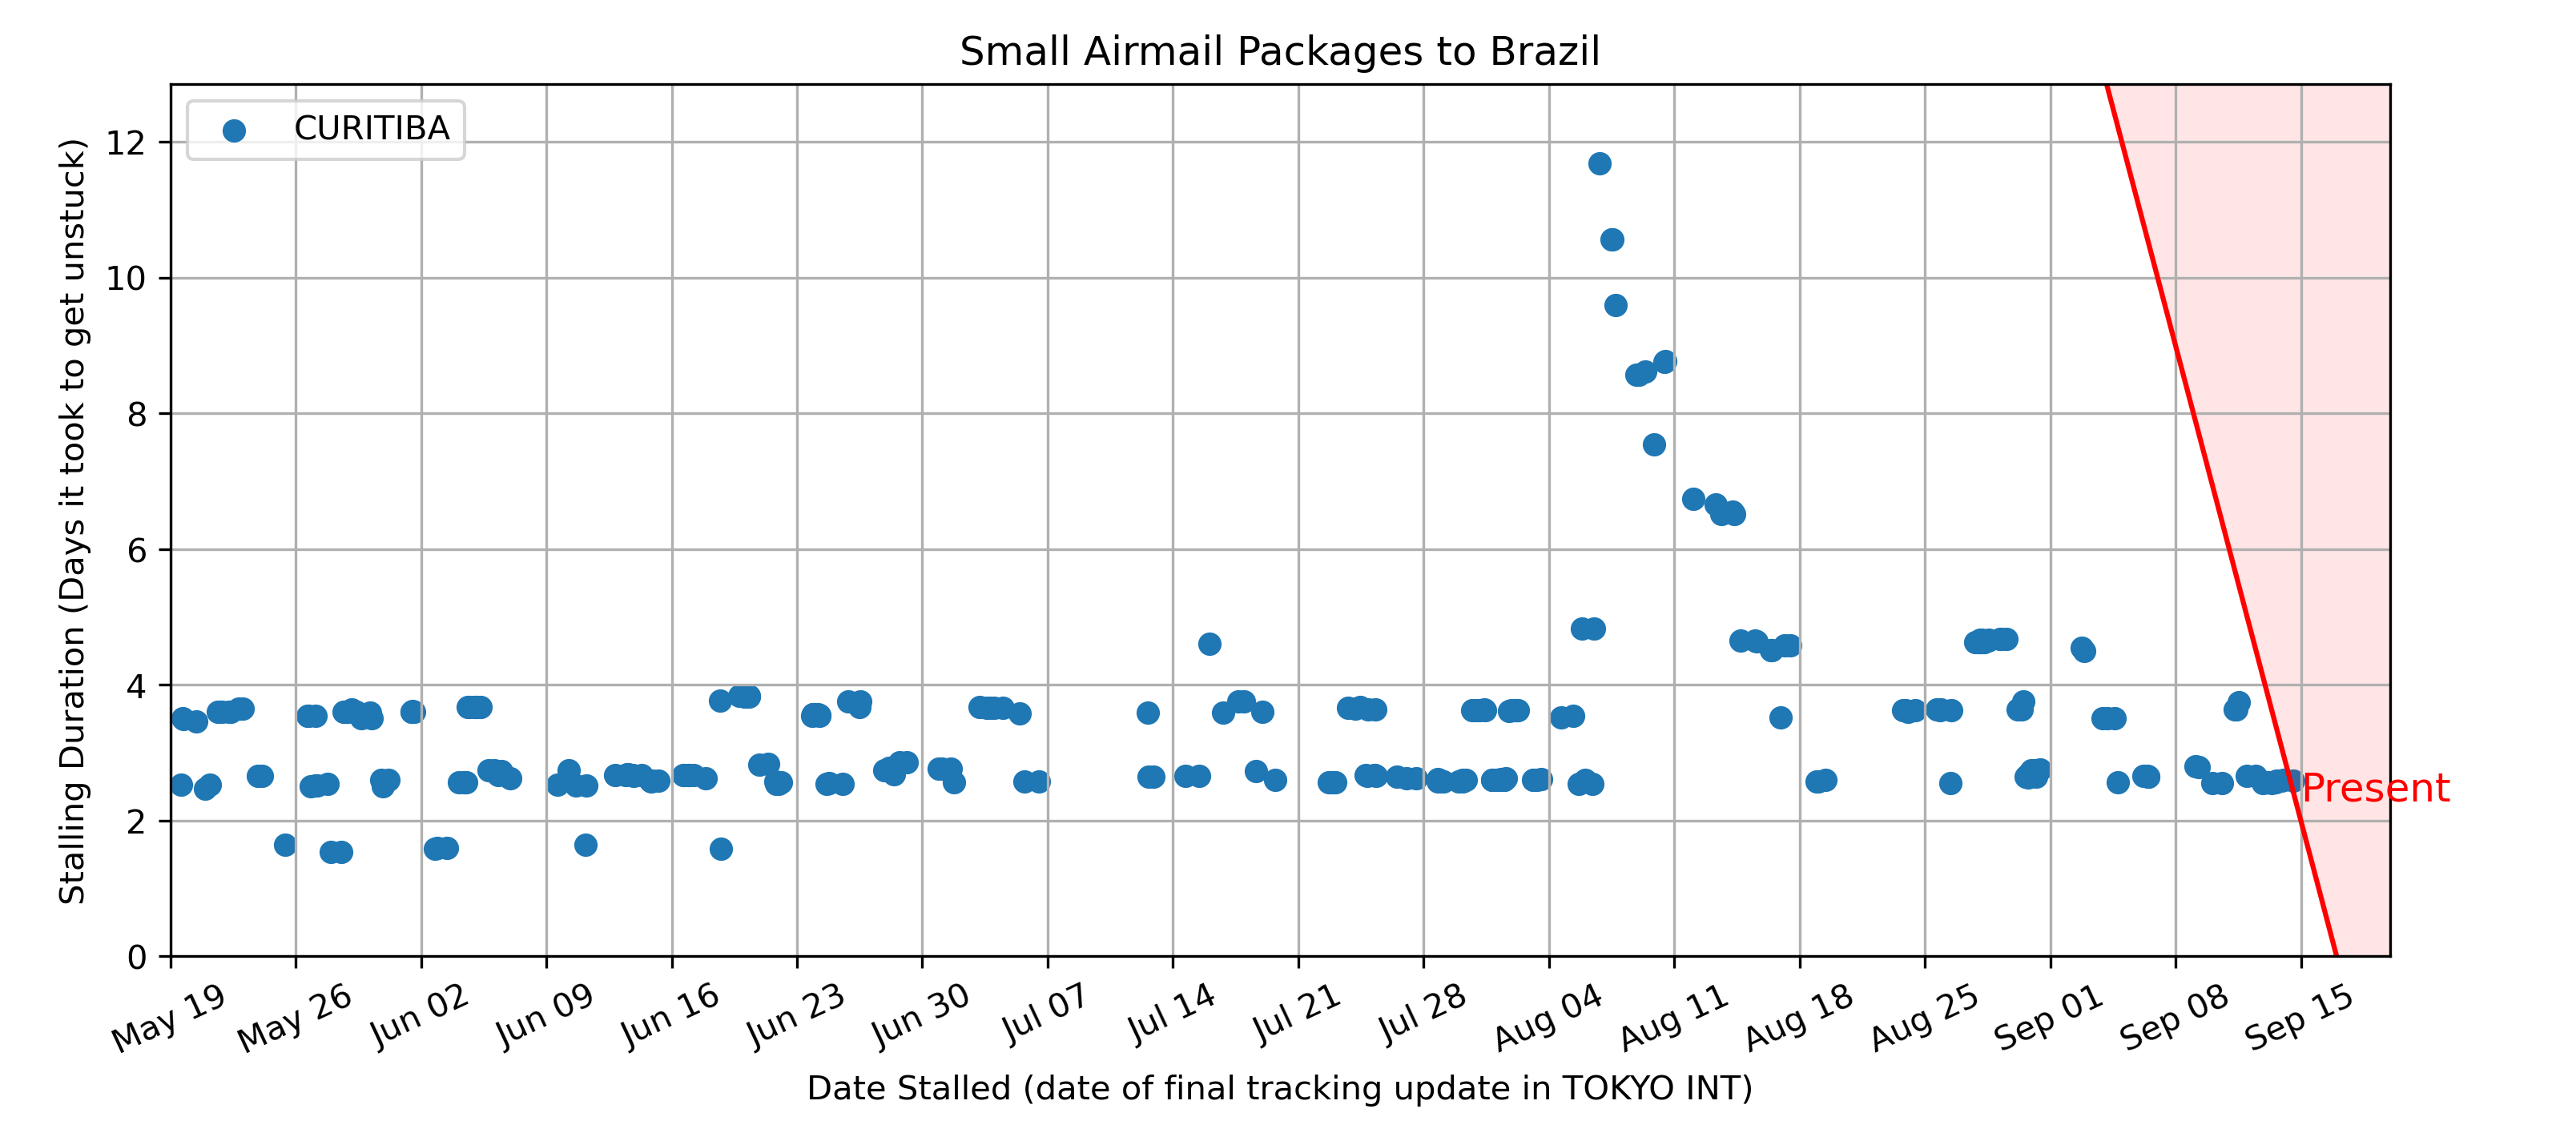 Small Airmail Packages to Brazil
CURITIBA
Stalling Duration (Days it took to get unstuck)
12
10
8
6
4
2
0
Present
May 19
May 26
Jun 02
Jun 09
Jun 16
Jun 23
Jun 30
Jul 07
Jul 14
Jul 21
Jul 28
Aug 04
Aug 11
Aug 18
Aug 25
Sep 01
Sep 08
Sep 15
Date Stalled (date of final tracking update in TOKYO INT)